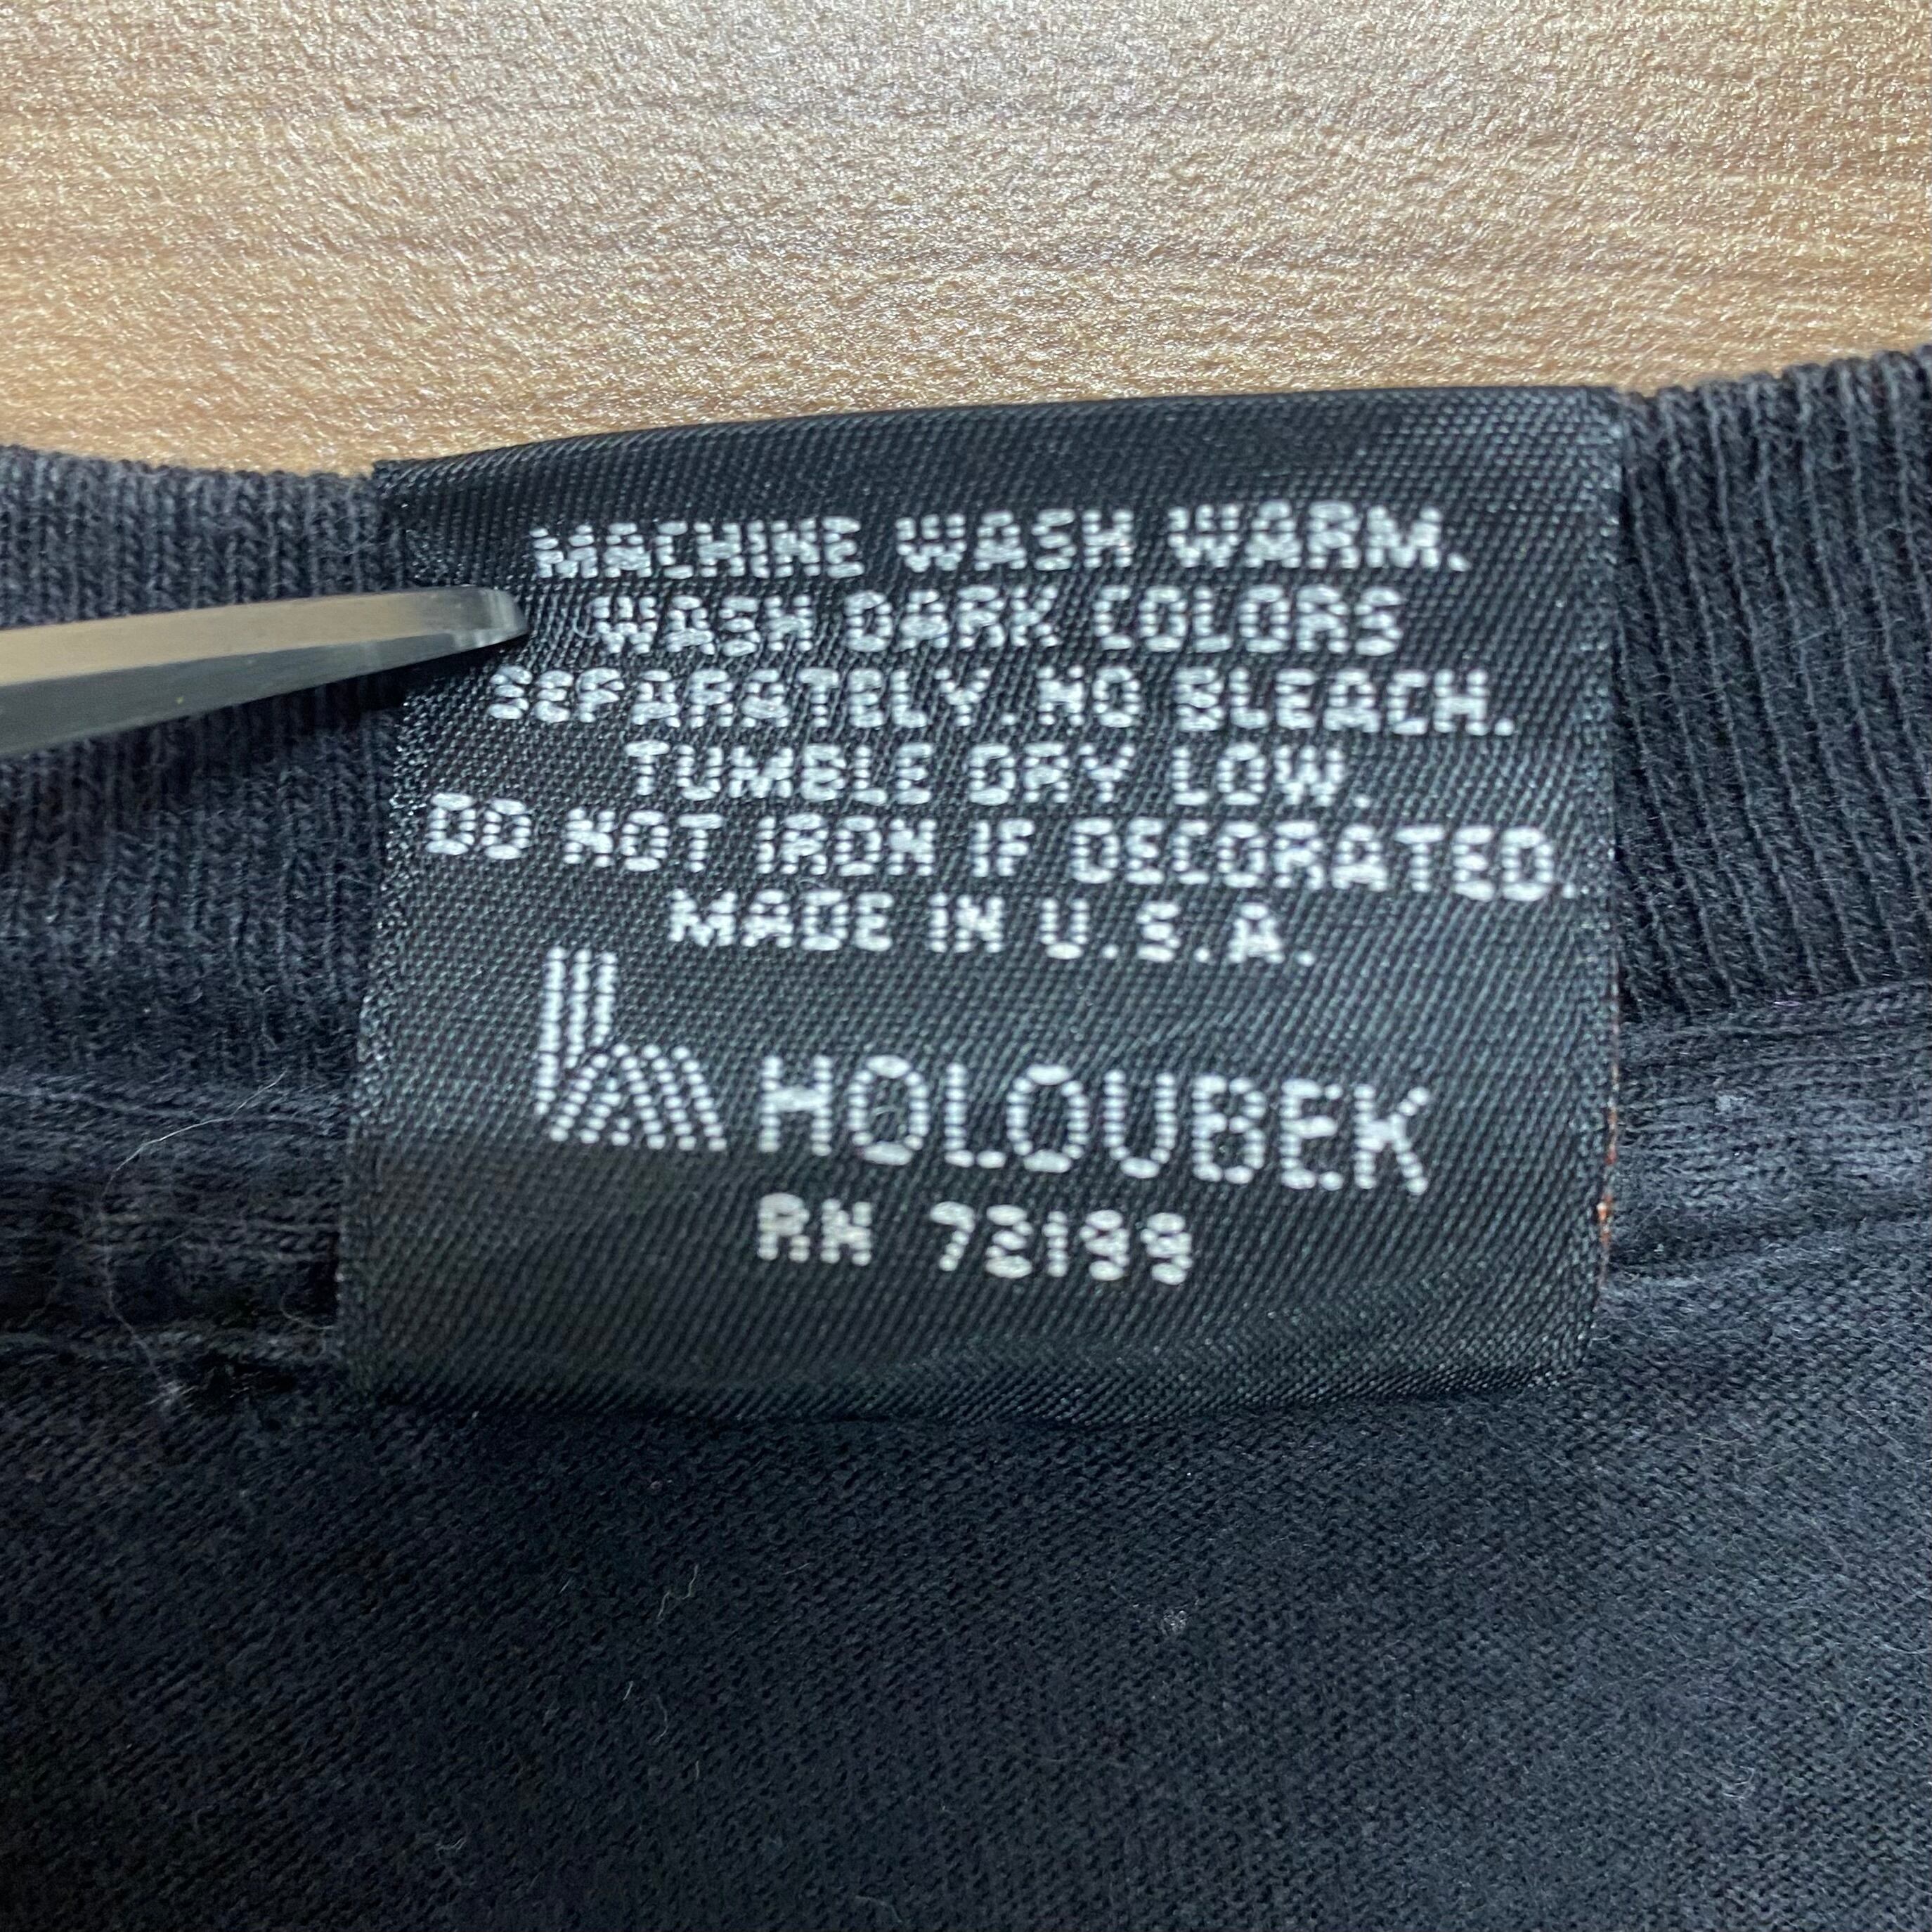 MACHINE WASH WARM.
WASH DARK COLORS
SEPARATELY. NO BLEACH.
TUMBLE DRY LOW.
DO NOT IRON IF DECORATED.
MADE IN U.S.A.
HOLOUBEK
RN 72199